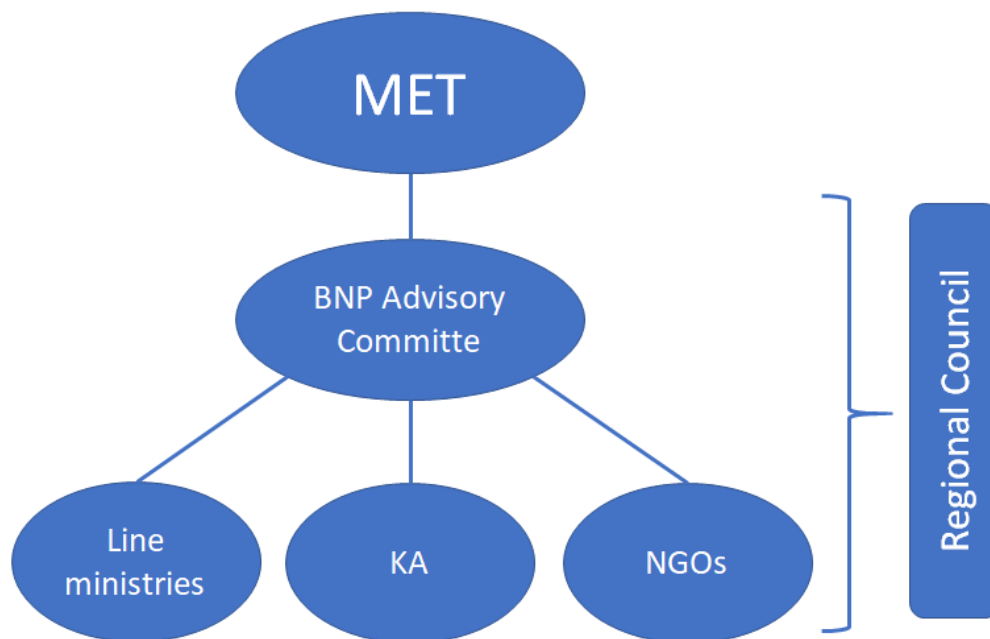 MET
BNP Advisory
Committe
Line
ministries
KA
NGOs
Regional Council